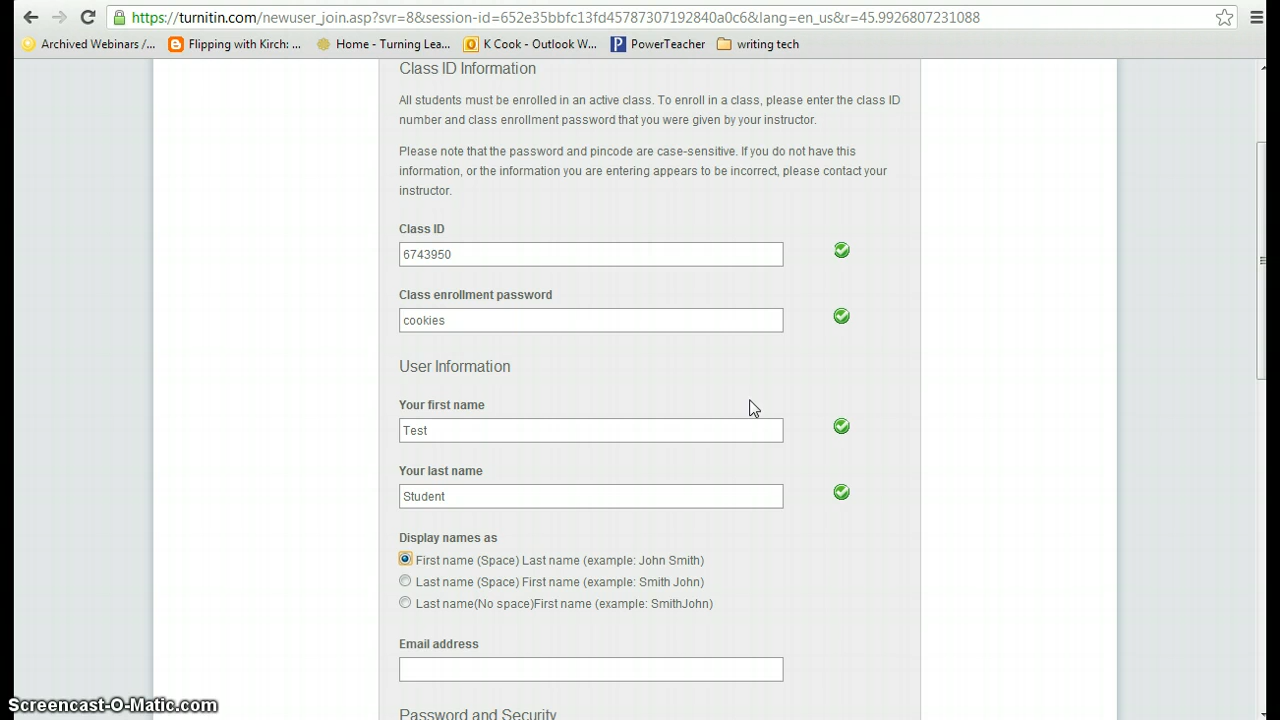 https://turnitin.com/newuser_join.asp?svr=8&session-id=652e35bbfc13fd45787307192840a0c6&lang=en_us&r=45.9926807231088
Archived Webinars /... Flipping with Kirch: ... Home - Turning Lea... K Cook - Outlook W... PowerTeacher writing tech
Class ID Information
All students must be enrolled in an active class. To enroll in a class, please enter the class ID
number and class enrollment password that you were given by your instructor.
Please note that the password and pincode are case-sensitive. If you do not have this
information, or the information you are entering appears to be incorrect, please contact your
instructor.
Class ID
6743950
Class enrollment password
cookies
User Information
Your first name
Test
Your last name
Student
Display names as
First name (Space) Last name (example: John Smith)
Last name (Space) First name (example: Smith John)
Last name(No space)First name (example: SmithJohn)
Email address
Password and Security
Screencast-O-Matic.com